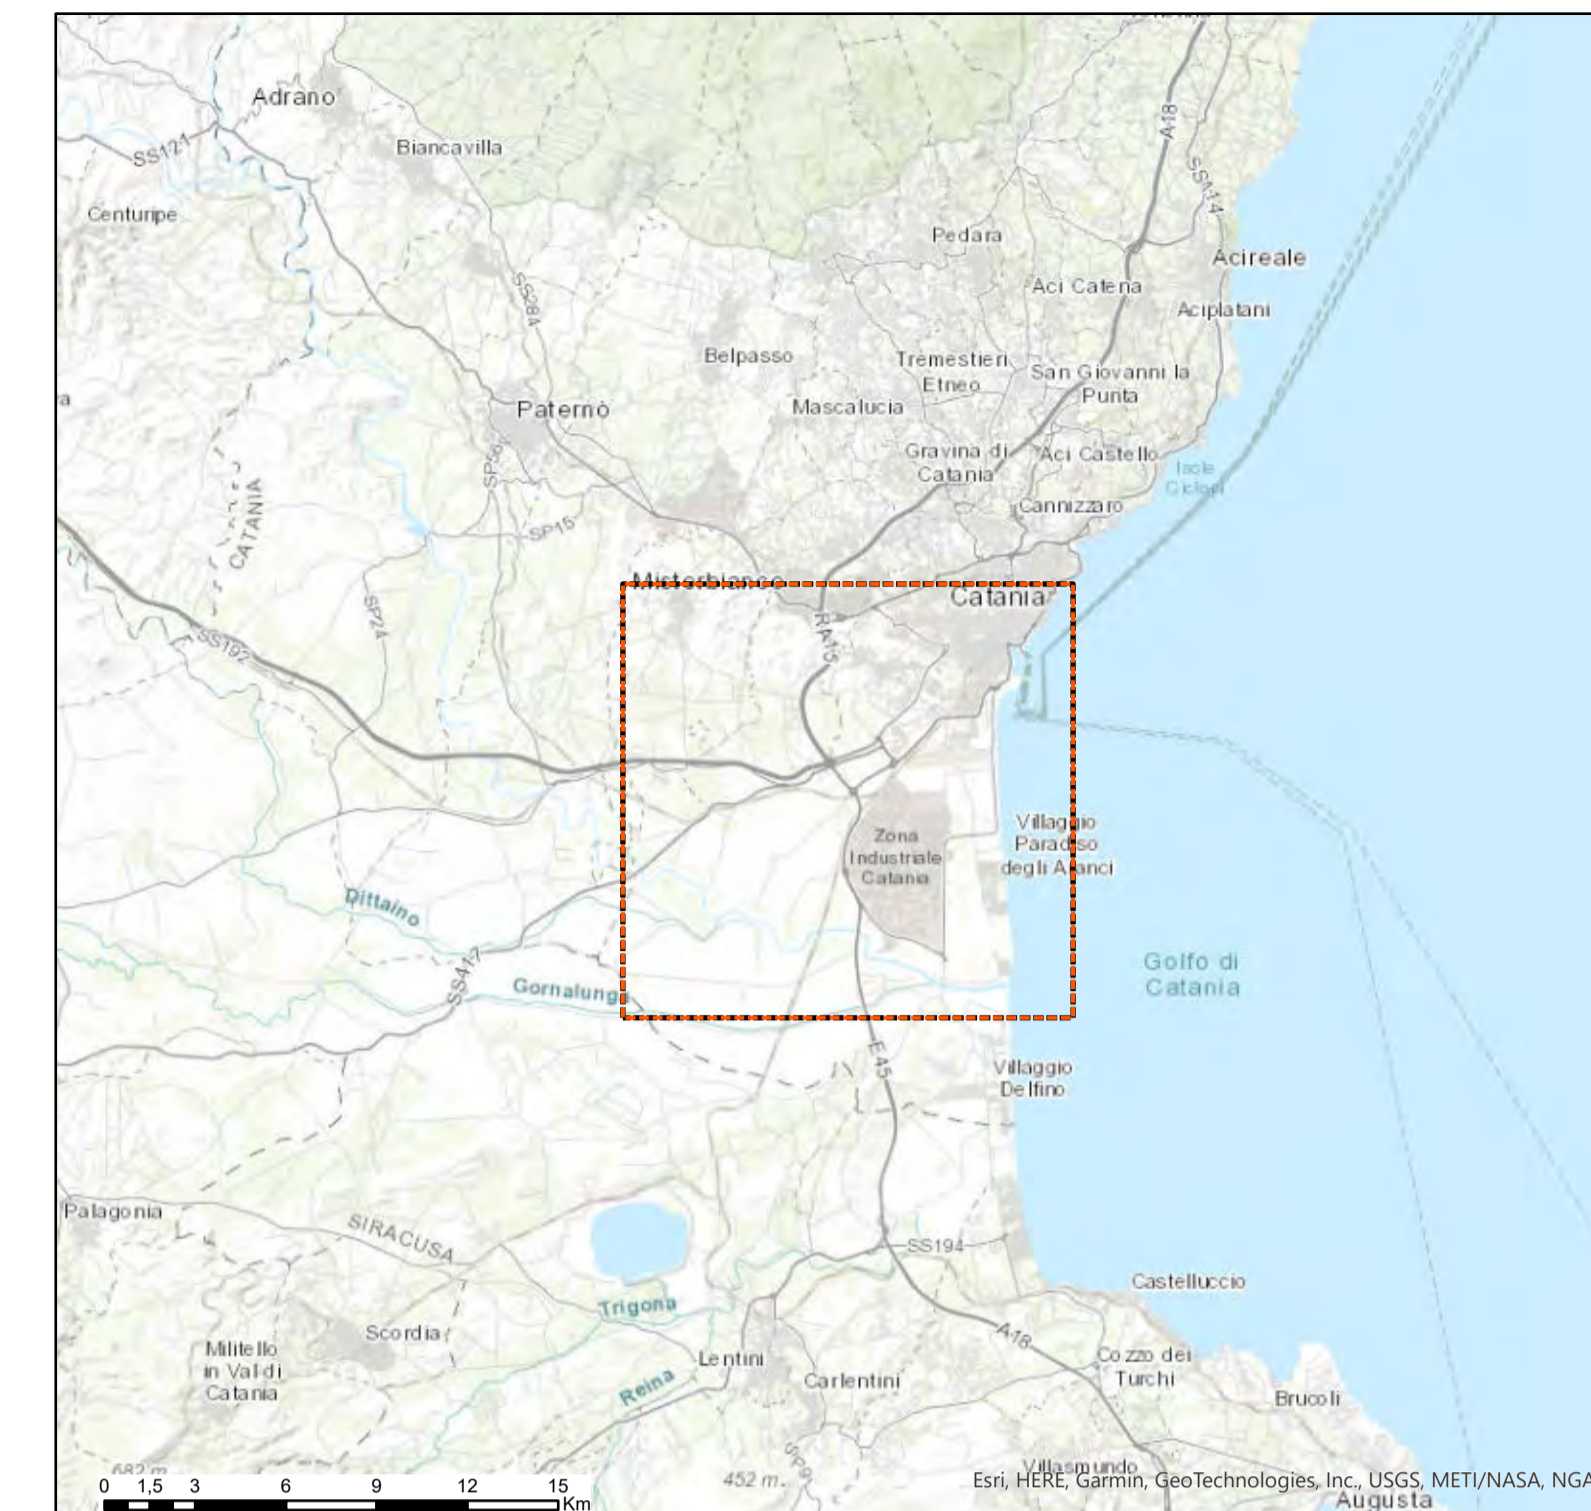 Adrano
SS121
Biancavilla
Centuripe
A18
SS114
Pedara
Acireale
Aci Catena
Aciplatani
SS284
Belpasso
Tremestieri
Etneo
San Giovanni la
Punta
Paternò
Mascalucia
Gravina di
Catania
Aci Castello
Isole
Ciclopi
SP56
Cannizzaro
CATANIA
SP15
Misterbianco
Catania
SP24
SS192
RA15
Villaggio
Paradiso
degli Aranci
Zona
Industriale
Catania
Dittaino
SS417
Gornalunga
Golfo di
Catania
E45
Villaggio
Delfino
Palagonia
SIRACUSA
SS194
Castelluccio
Trigona
Scordia
Militello
in Val di
Catania
Lentini
A18
Cozzo dei
Turchi
Reina
Carlentini
Brucoli
682 m
452 m
Villasmundo
0 1,5 3 6 9 12 15
Km
Esri, HERE, Garmin, GeoTechnologies, Inc., USGS, METI/NASA, NGA
Augusta